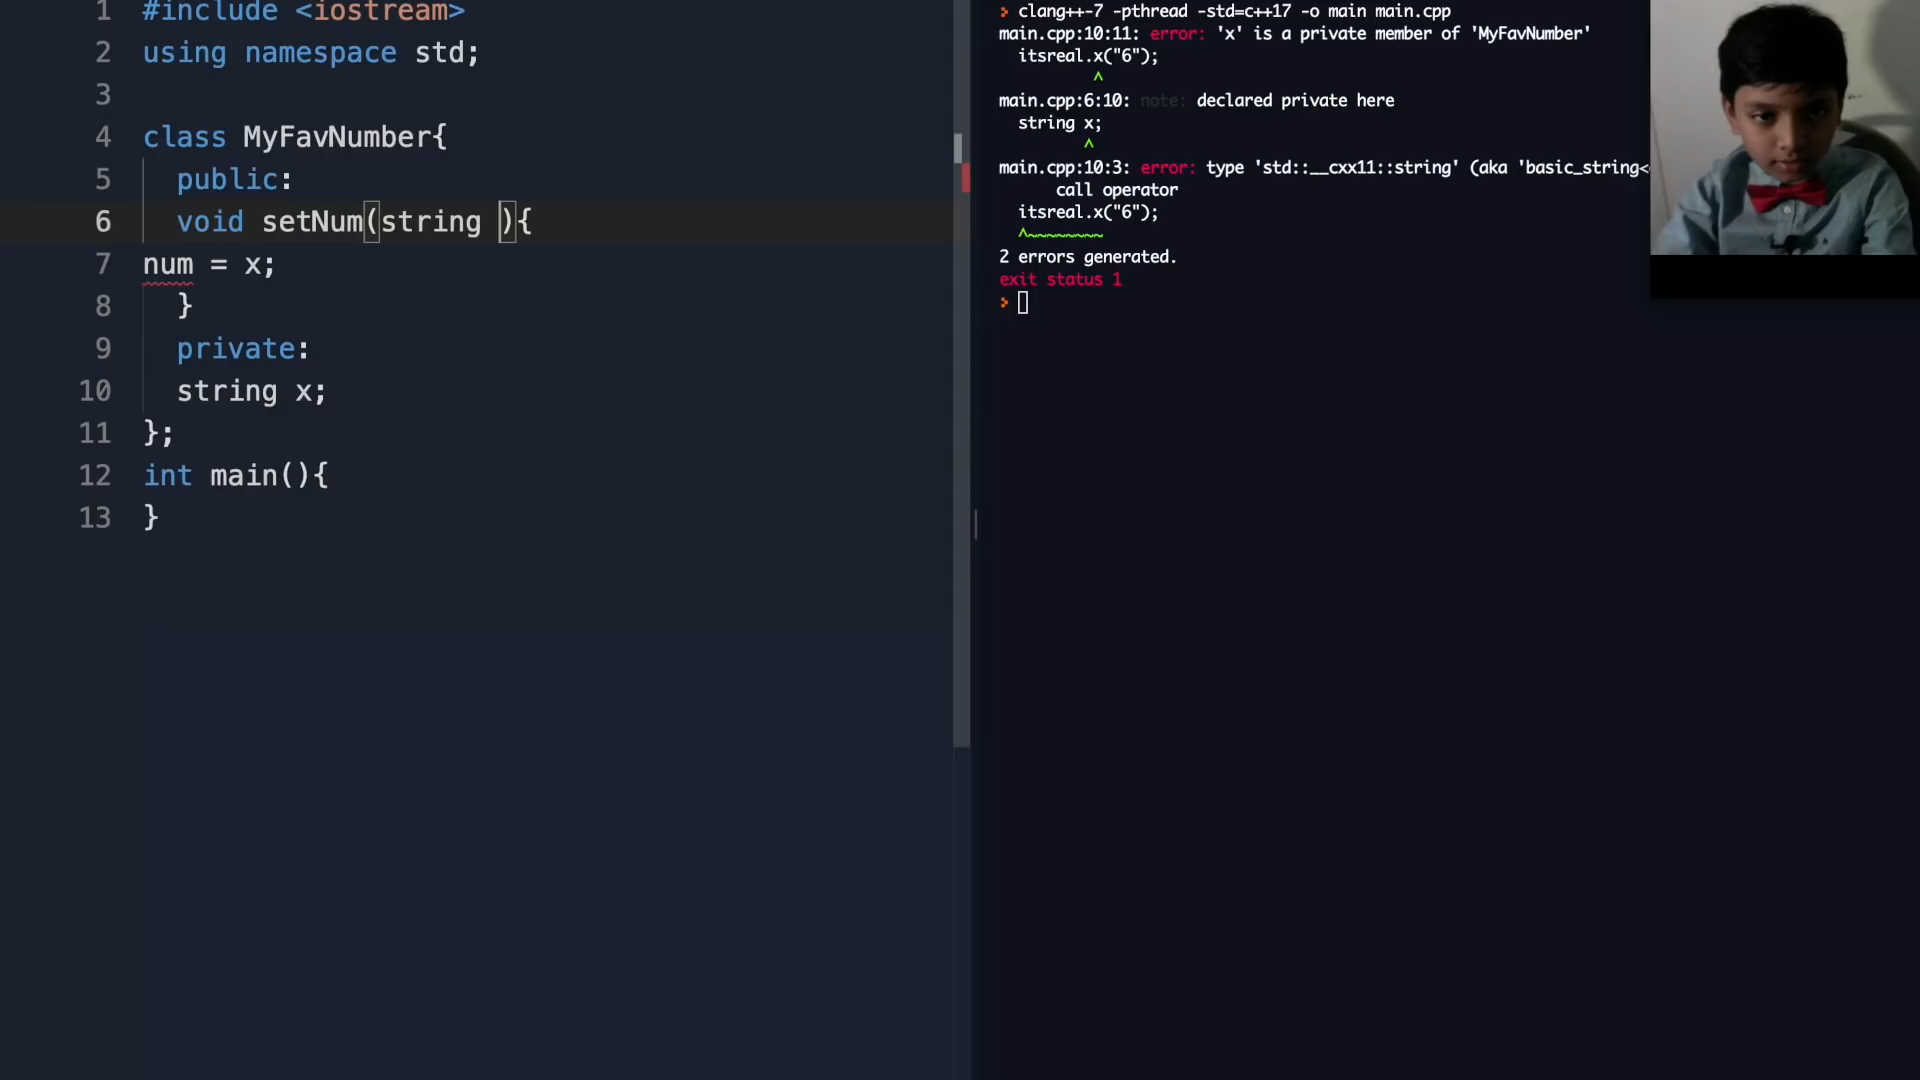 1 #include <iostream>
2 using namespace std;
3
4 class MyFavNumber{
5 public:
6 void setNum(string ){
7 num = x;
8 }
9 private:
10 string x;
11 };
12 int main(){
13 }
> clang++-7 -pthread -std=c++17 -o main main.cpp
main.cpp:10:11: error: 'x' is a private member of 'MyFavNumber'
itsreal.x("6");
^
main.cpp:6:10: note: declared private here
string x;
^
main.cpp:10:3: error: type 'std::__cxx11::string' (aka 'basic_string<
call operator
itsreal.x("6");
^~~~~~~~~
2 errors generated.
exit status 1
>